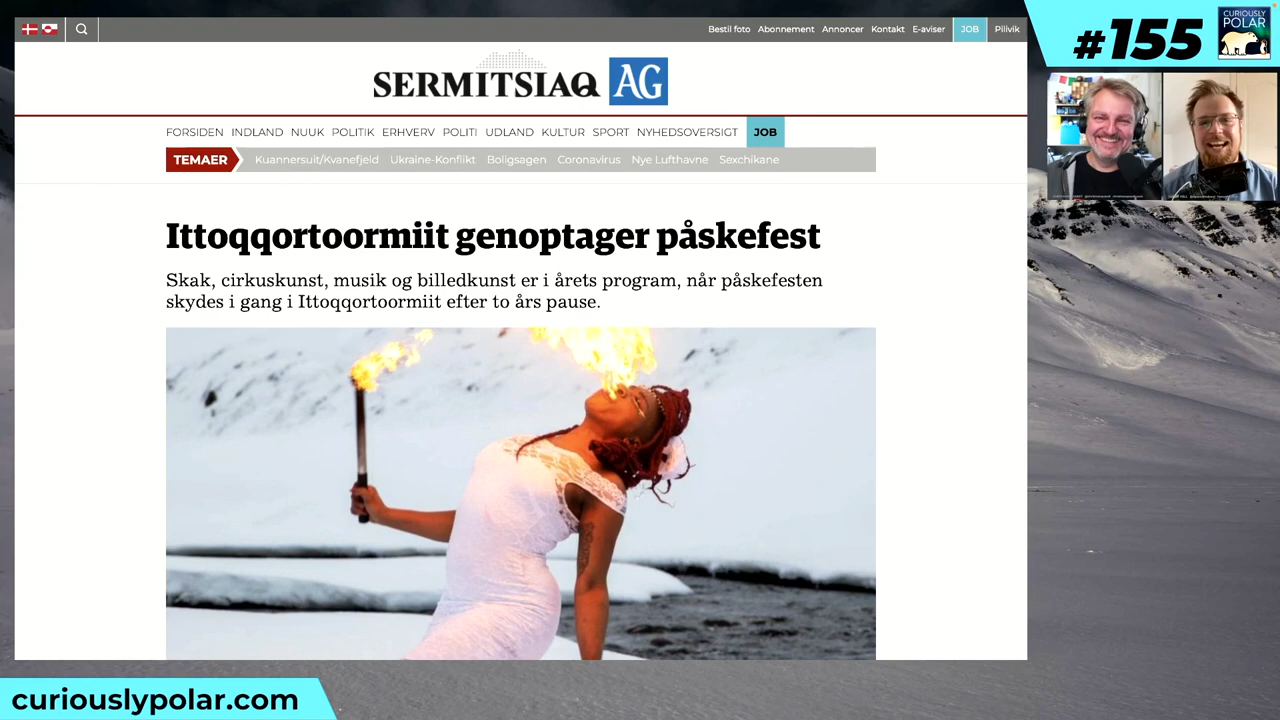 Bestil foto Abonnement Annoncer Kontakt E-aviser JOB Pilivik
#155
CURIOUSLY
POLAR
SERMITSIAQ AG
FORSIDEN INDLAND NUUK POLITIK ERHVERV POLITI UDLAND KULTUR SPORT NYHEDSOVERSIGT JOB
TEMAER Kuannersuit/Kvanefjeld Ukraine-Konflikt Boligsagen Coronavirus Nye Lufthavne Sexchikane
Ittoqqortoormiit genoptager påskefest
Skak, cirkuskunst, musik og billedkunst er i årets program, når påskefesten
skydes i gang i Ittoqqortoormiit efter to års pause.
curiouslypolar.com